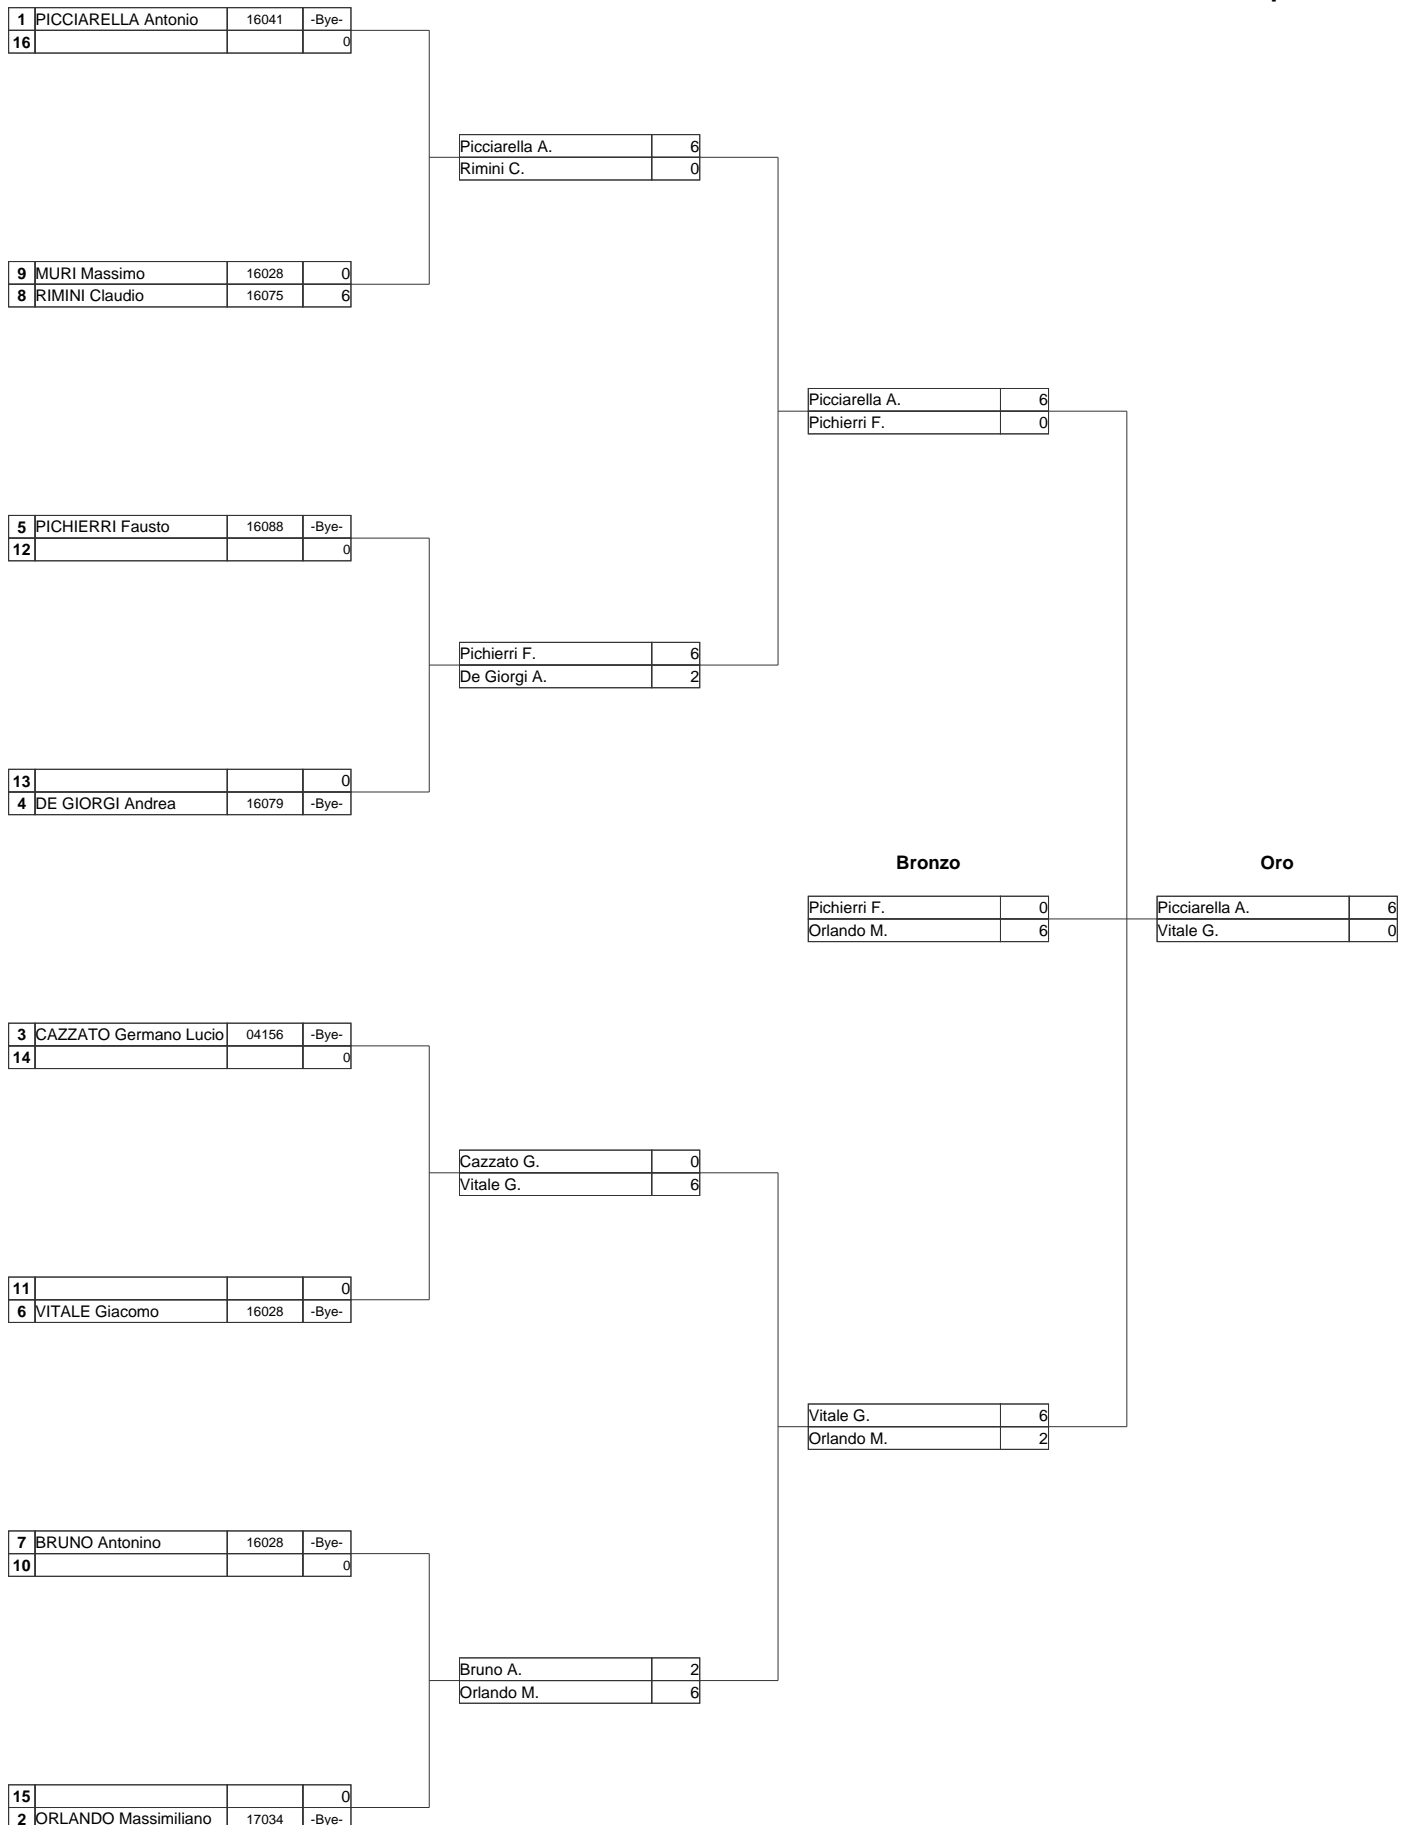 1 PICCIARELLA Antonio 16041 -Bye-
16 0
Picciarella A. 6
Rimini C. 0
9 MURI Massimo 16028 0
8 RIMINI Claudio 16075 6
Picciarella A. 6
Pichierri F. 0
5 PICHIERRI Fausto 16088 -Bye-
12 0
Pichierri F. 6
De Giorgi A. 2
13 0
4 DE GIORGI Andrea 16079 -Bye-
Bronzo Oro
Pichierri F. 0 Picciarella A. 6
Orlando M. 6 Vitale G. 0
3 CAZZATO Germano Lucio 04156 -Bye-
14 0
Cazzato G. 0
Vitale G. 6
11 0
6 VITALE Giacomo 16028 -Bye-
Vitale G. 6
Orlando M. 2
7 BRUNO Antonino 16028 -Bye-
10 0
Bruno A. 2
Orlando M. 6
15 0
2 ORLANDO Massimiliano 17034 -Bye-